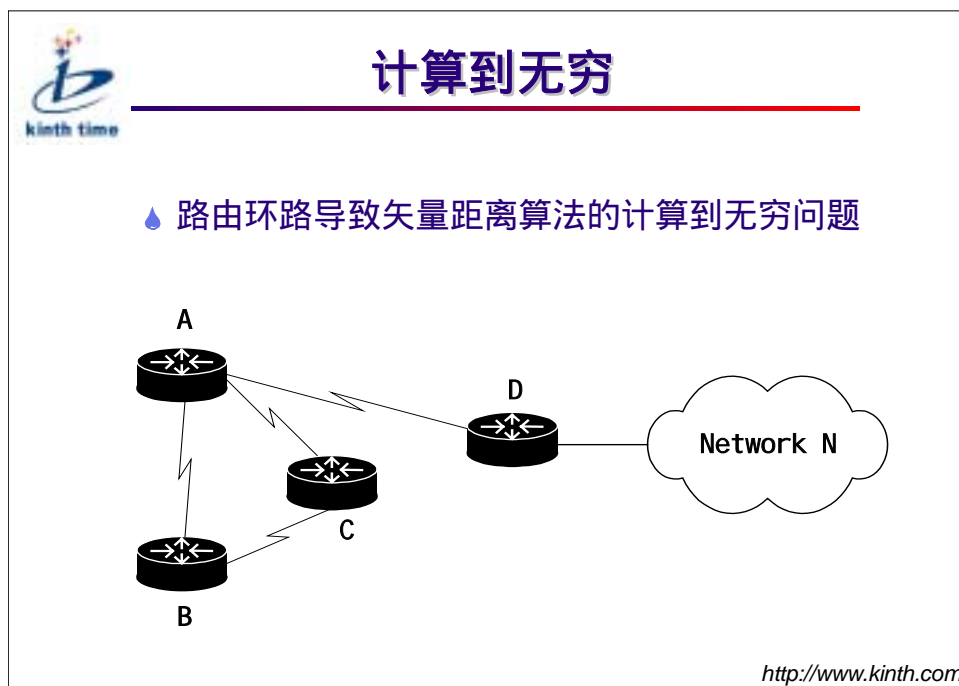 kinth time
计算到无穷
路由环路导致矢量距离算法的计算到无穷问题
A
D
Network N
C
B
http://www.kinth.com